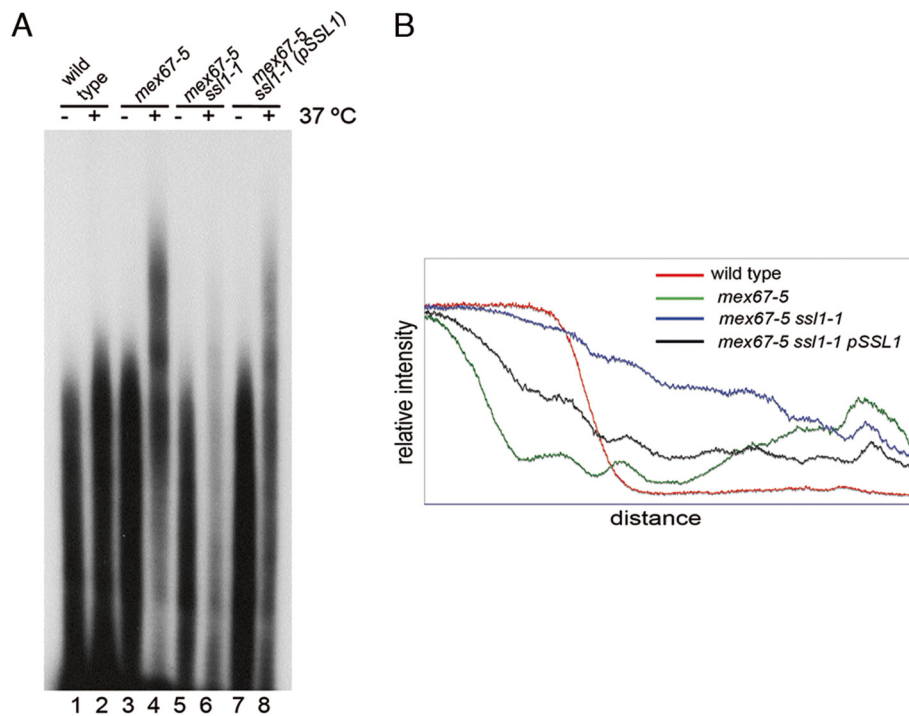 A
B
wild type
mex67-5
mex67-5 ssl1-1
mex67-5 ssl1-1 (pSSL1)
- + - + - + - + 37 ºC
1 2 3 4 5 6 7 8
relative intensity
wild type
mex67-5
mex67-5 ssl1-1
mex67-5 ssl1-1 pSSL1
distance